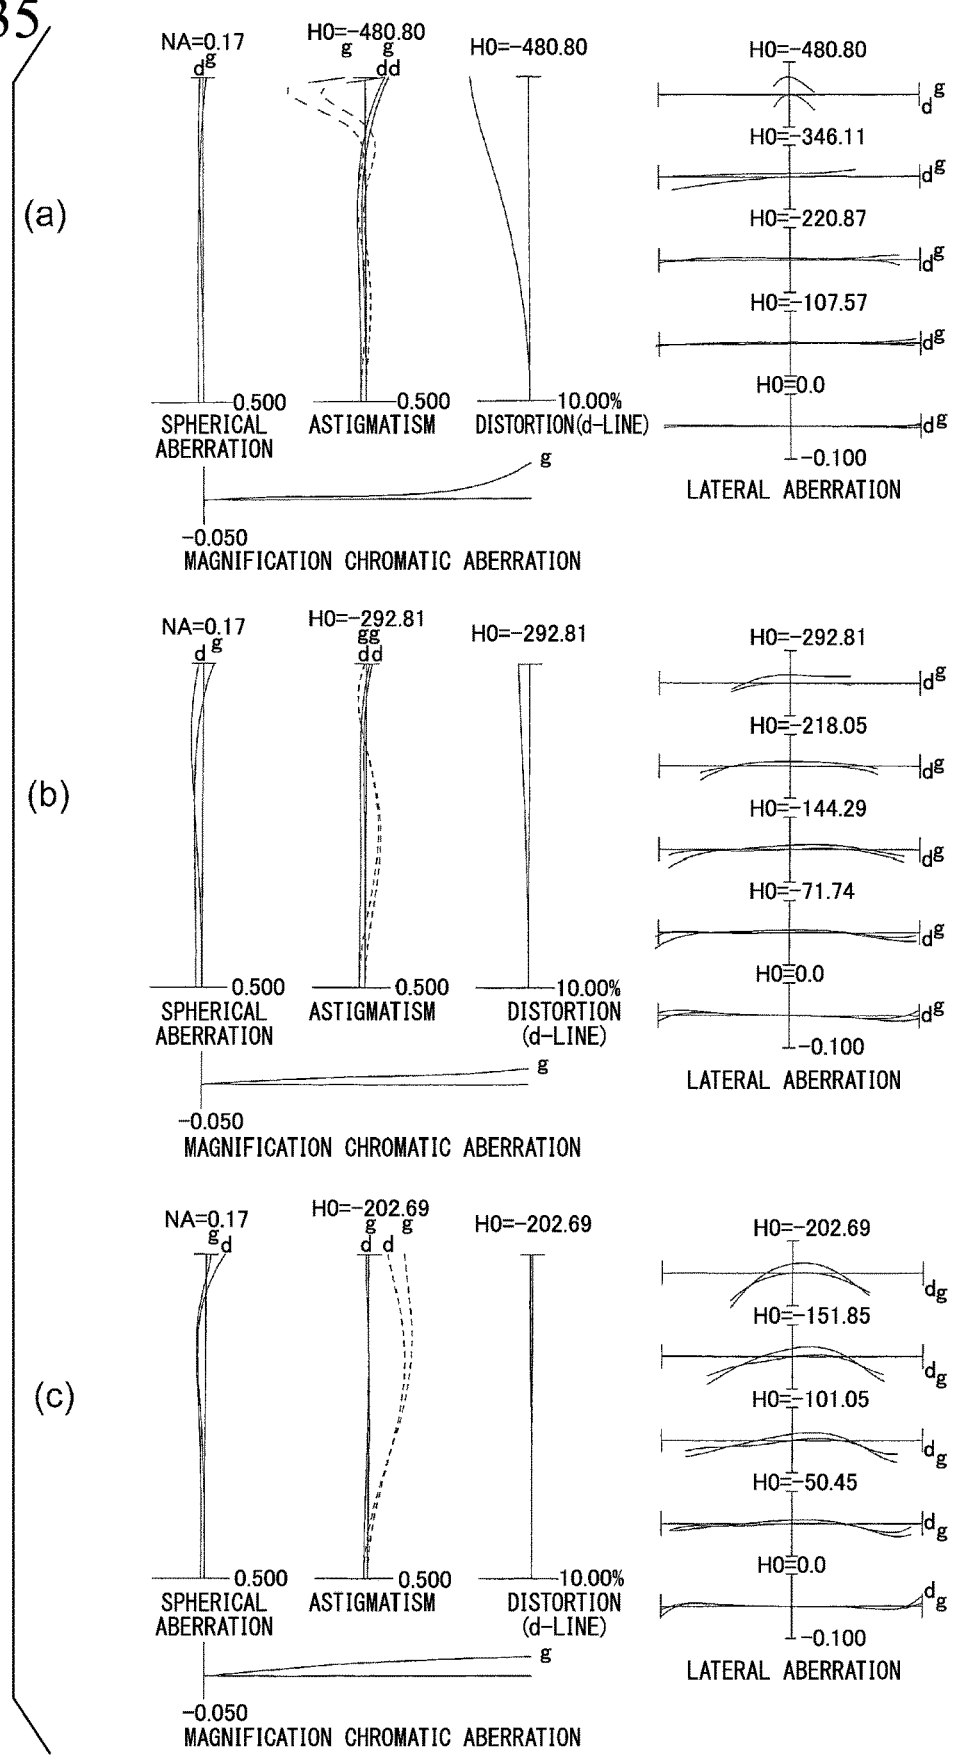 35
(a)
NA=0.17
d g
H0=-480.80
g g
dd
H0=-480.80
0.500
SPHERICAL
ABERRATION
0.500
ASTIGMATISM
10.00%
DISTORTION(d-LINE)
g
-0.050
MAGNIFICATION CHROMATIC ABERRATION
H0=-480.80
d g
H0=-346.11
d g
H0=-220.87
d g
H0=-107.57
d g
H0=0.0
d g
-0.100
LATERAL ABERRATION
(b)
NA=0.17
d g
H0=-292.81
gg
dd
H0=-292.81
0.500
SPHERICAL
ABERRATION
0.500
ASTIGMATISM
10.00%
DISTORTION
(d-LINE)
g
-0.050
MAGNIFICATION CHROMATIC ABERRATION
H0=-292.81
d g
H0=-218.05
d g
H0=-144.29
d g
H0=-71.74
d g
H0=0.0
d g
-0.100
LATERAL ABERRATION
(c)
NA=0.17
g d
H0=-202.69
g g
d d
H0=-202.69
0.500
SPHERICAL
ABERRATION
0.500
ASTIGMATISM
10.00%
DISTORTION
(d-LINE)
g
-0.050
MAGNIFICATION CHROMATIC ABERRATION
H0=-202.69
d g
H0=-151.85
d g
H0=-101.05
d g
H0=-50.45
d g
H0=0.0
d g
-0.100
LATERAL ABERRATION